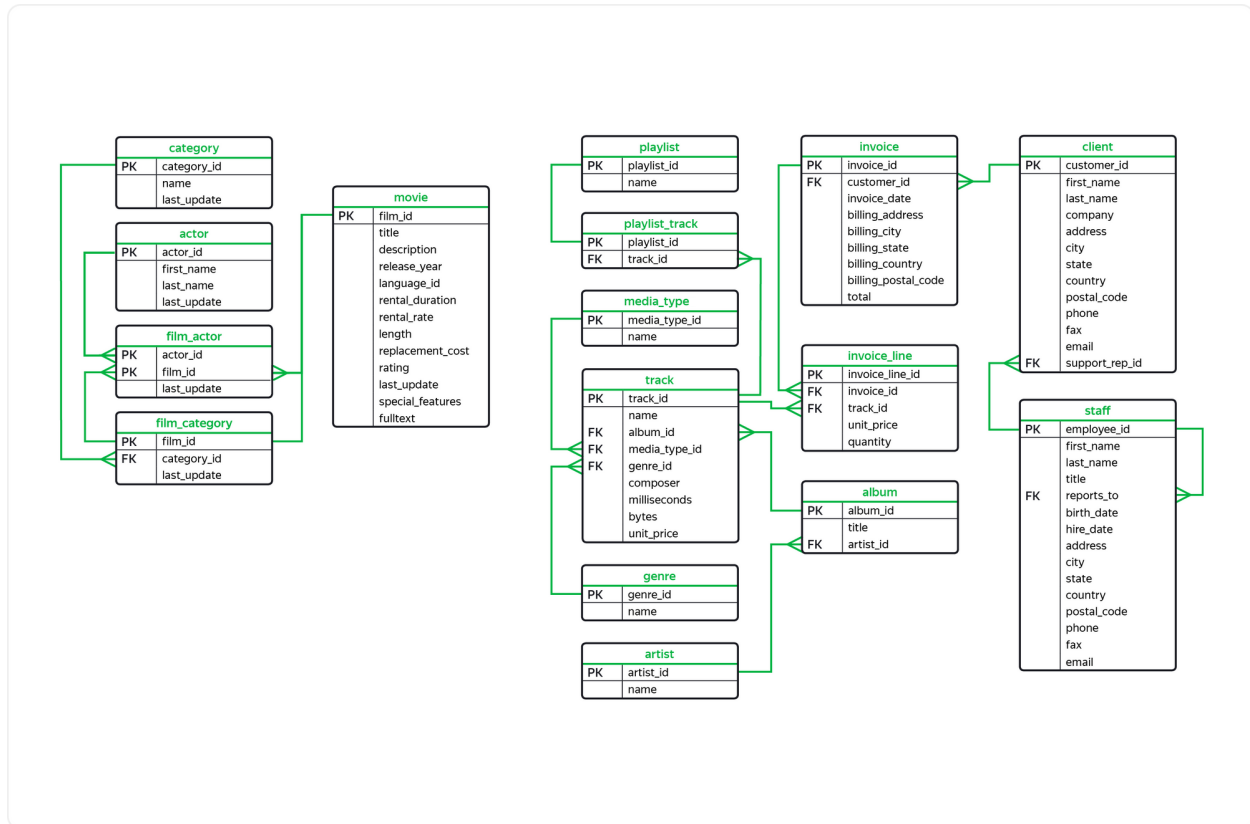 category
PK category_id
name
last_update
actor
PK actor_id
first_name
last_name
last_update
film_actor
PK actor_id
PK film_id
last_update
film_category
PK film_id
FK category_id
last_update
movie
PK film_id
title
description
release_year
language_id
rental_duration
rental_rate
length
replacement_cost
rating
last_update
special_features
fulltext
playlist
PK playlist_id
name
playlist_track
PK playlist_id
FK track_id
media_type
PK media_type_id
name
track
PK track_id
name
FK album_id
FK media_type_id
FK genre_id
composer
milliseconds
bytes
unit_price
genre
PK genre_id
name
artist
PK artist_id
name
invoice
PK invoice_id
FK customer_id
invoice_date
billing_address
billing_city
billing_state
billing_country
billing_postal_code
total
invoice_line
PK invoice_line_id
FK invoice_id
FK track_id
unit_price
quantity
album
PK album_id
title
FK artist_id
client
PK customer_id
first_name
last_name
company
address
city
state
country
postal_code
phone
fax
email
FK support_rep_id
staff
PK employee_id
first_name
last_name
title
FK reports_to
birth_date
hire_date
address
city
state
country
postal_code
phone
fax
email